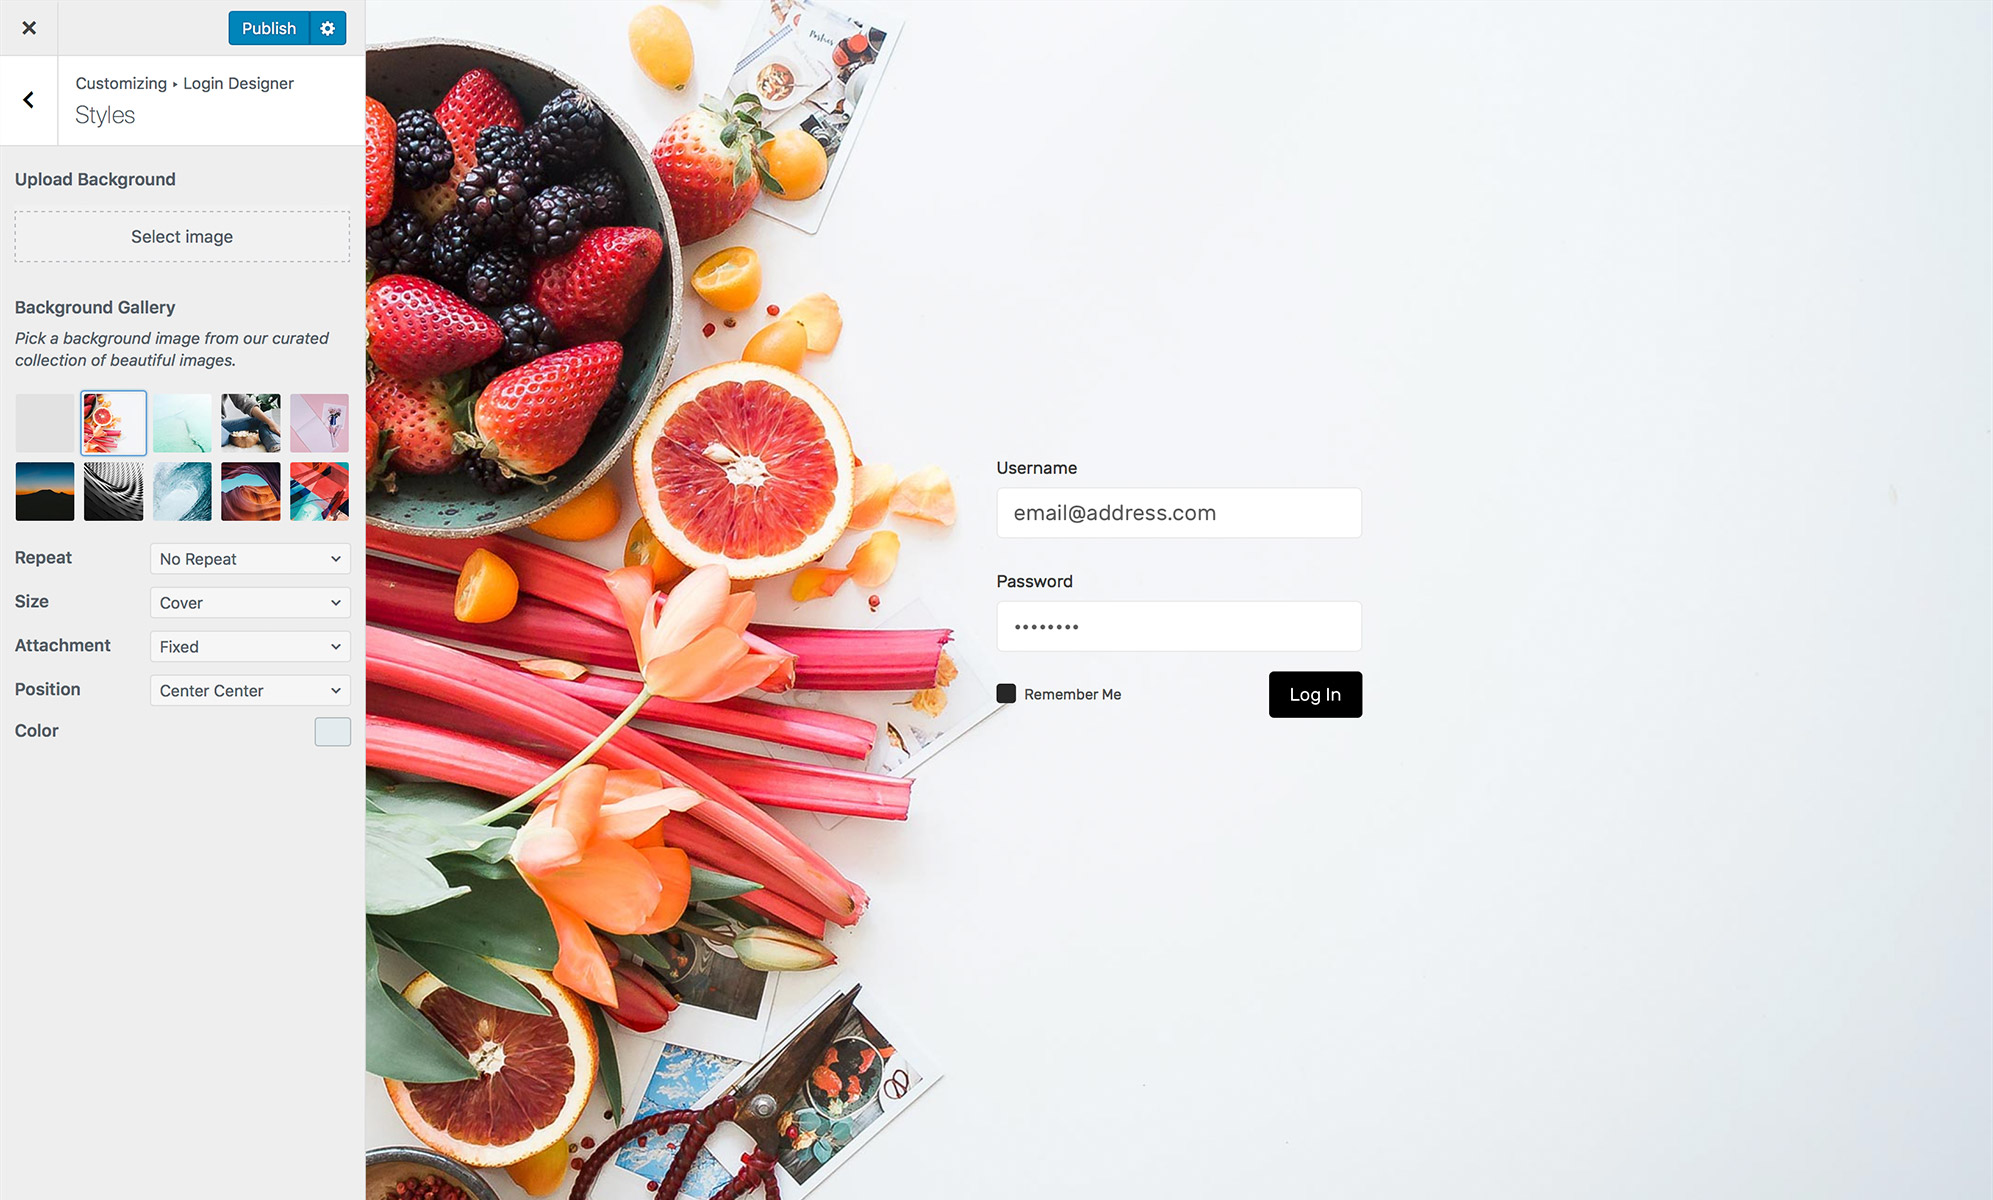 Publish
Customizing ▸ Login Designer
Styles
Upload Background
Select image
Background Gallery
Pick a background image from our curated
collection of beautiful images.
Repeat
No Repeat
Size
Cover
Attachment
Fixed
Position
Center Center
Color
Username
email@address.com
Password
••••••••
Remember Me
Log In